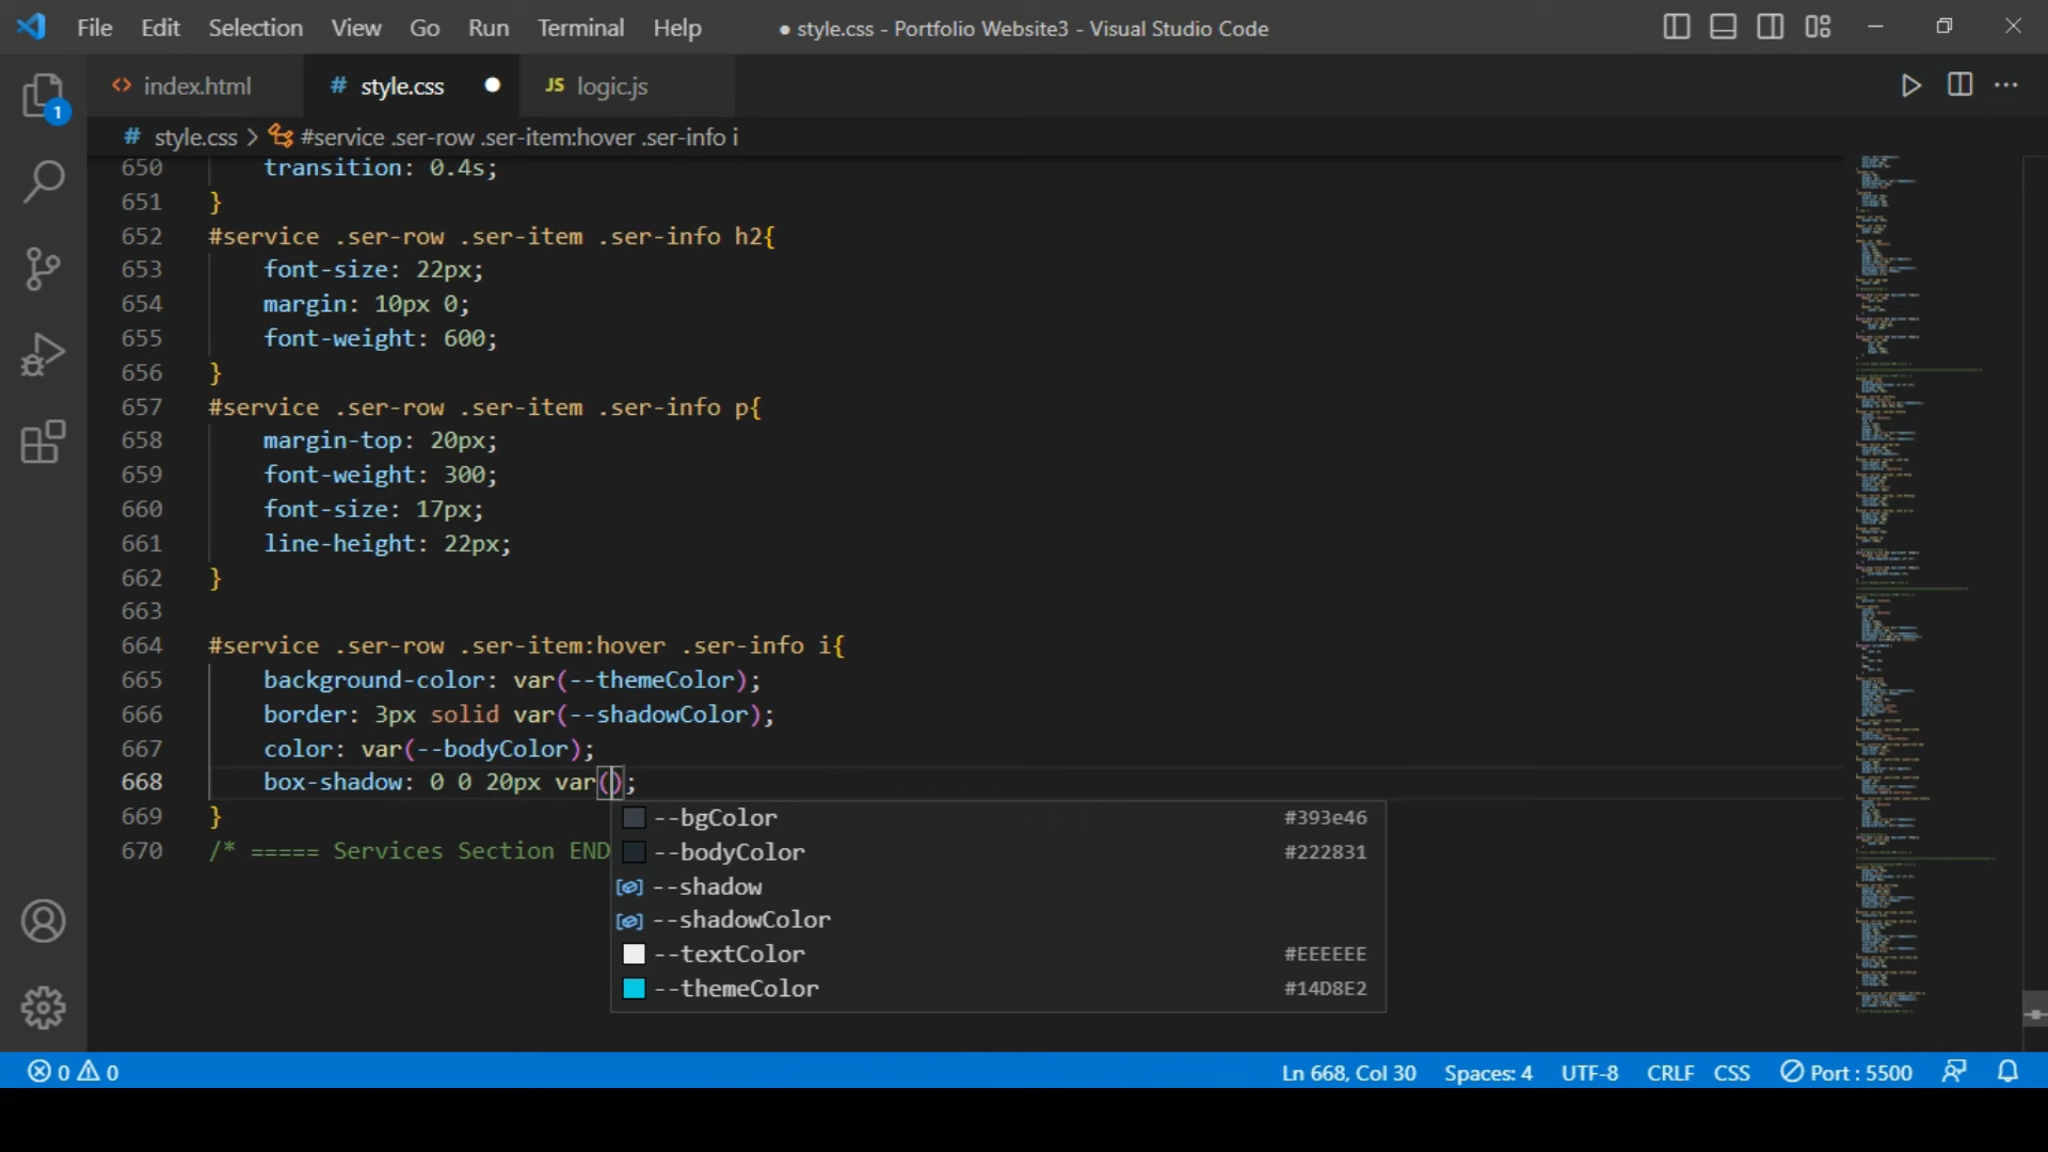 File Edit Selection View Go Run Terminal Help ● style.css - Portfolio Website3 - Visual Studio Code
<> index.html # style.css ● JS logic.js
# style.css > #service .ser-row .ser-item:hover .ser-info i
1
650 transition: 0.4s;
651 }
652 #service .ser-row .ser-item .ser-info h2{
653 font-size: 22px;
654 margin: 10px 0;
655 font-weight: 600;
656 }
657 #service .ser-row .ser-item .ser-info p{
658 margin-top: 20px;
659 font-weight: 300;
660 font-size: 17px;
661 line-height: 22px;
662 }
663
664 #service .ser-row .ser-item:hover .ser-info i{
665 background-color: var(--themeColor);
666 border: 3px solid var(--shadowColor);
667 color: var(--bodyColor);
668 box-shadow: 0 0 20px var();
669 }
--bgColor #393e46
670 /* ===== Services Section END
--bodyColor #222831
--shadow
--shadowColor
--textColor #EEEEEE
--themeColor #14D8E2
0 0 Ln 668, Col 30 Spaces: 4 UTF-8 CRLF CSS Port : 5500